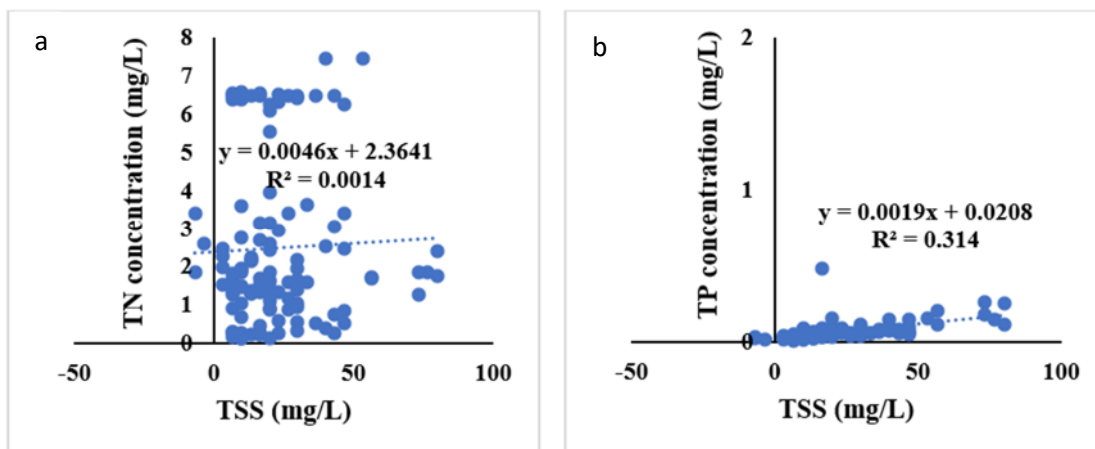 a
TN concentration (mg/L)
8
7
6
5
4
3
2
1
0
y = 0.0046x + 2.3641
R² = 0.0014
-50
0
50
100
TSS (mg/L)
b
TP concentration (mg/L)
2
1
0
y = 0.0019x + 0.0208
R² = 0.314
-50
0
50
100
TSS (mg/L)